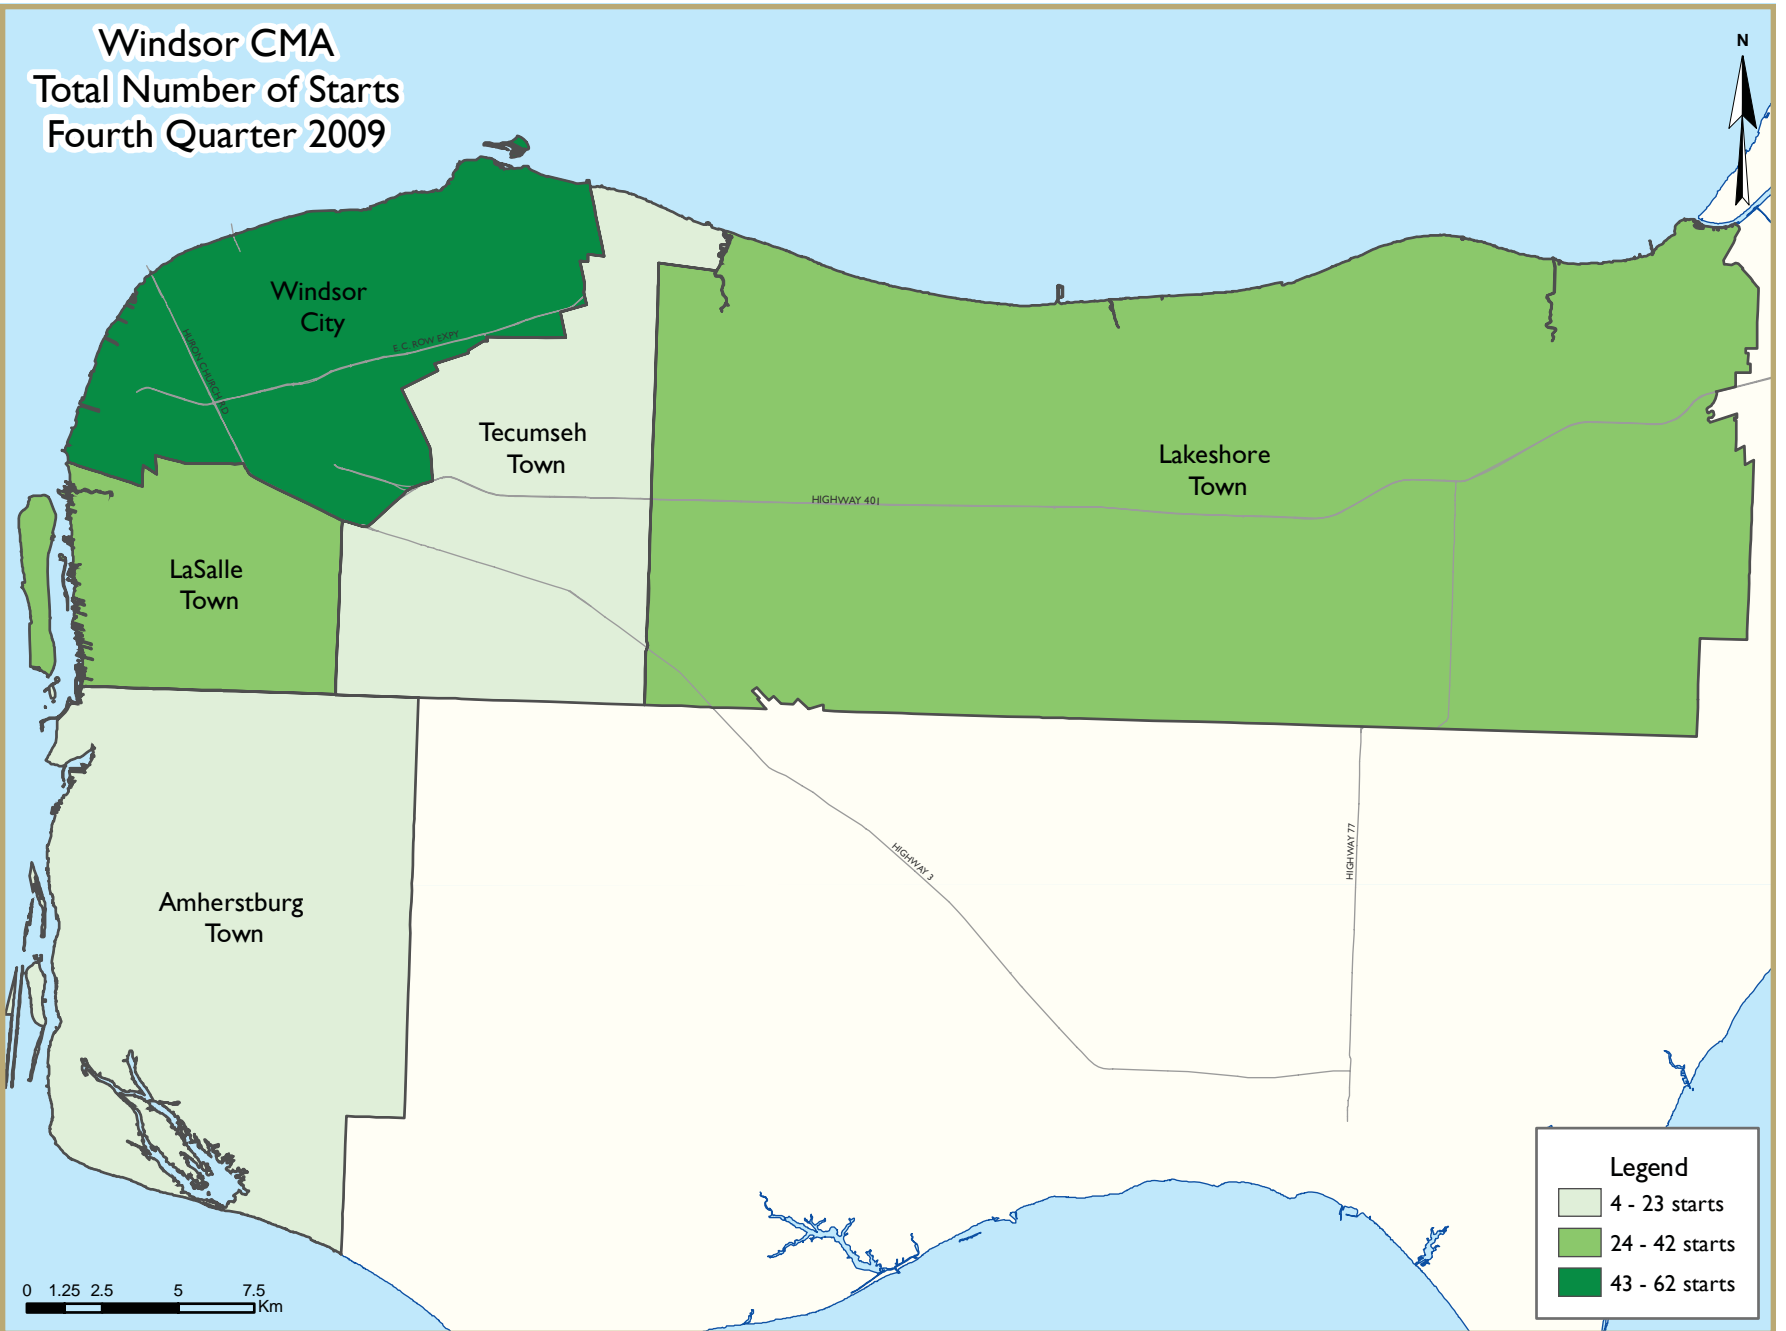 Windsor CMA
Total Number of Starts
Fourth Quarter 2009
N
Windsor
City
HURON CHURCH RD
E.C. ROW EXPY
Tecumseh
Town
Lakeshore
Town
HIGHWAY 401
LaSalle
Town
HIGHWAY 3
HIGHWAY 77
Amherstburg
Town
Legend
4 - 23 starts
24 - 42 starts
43 - 62 starts
0 1.25 2.5 5 7.5
Km